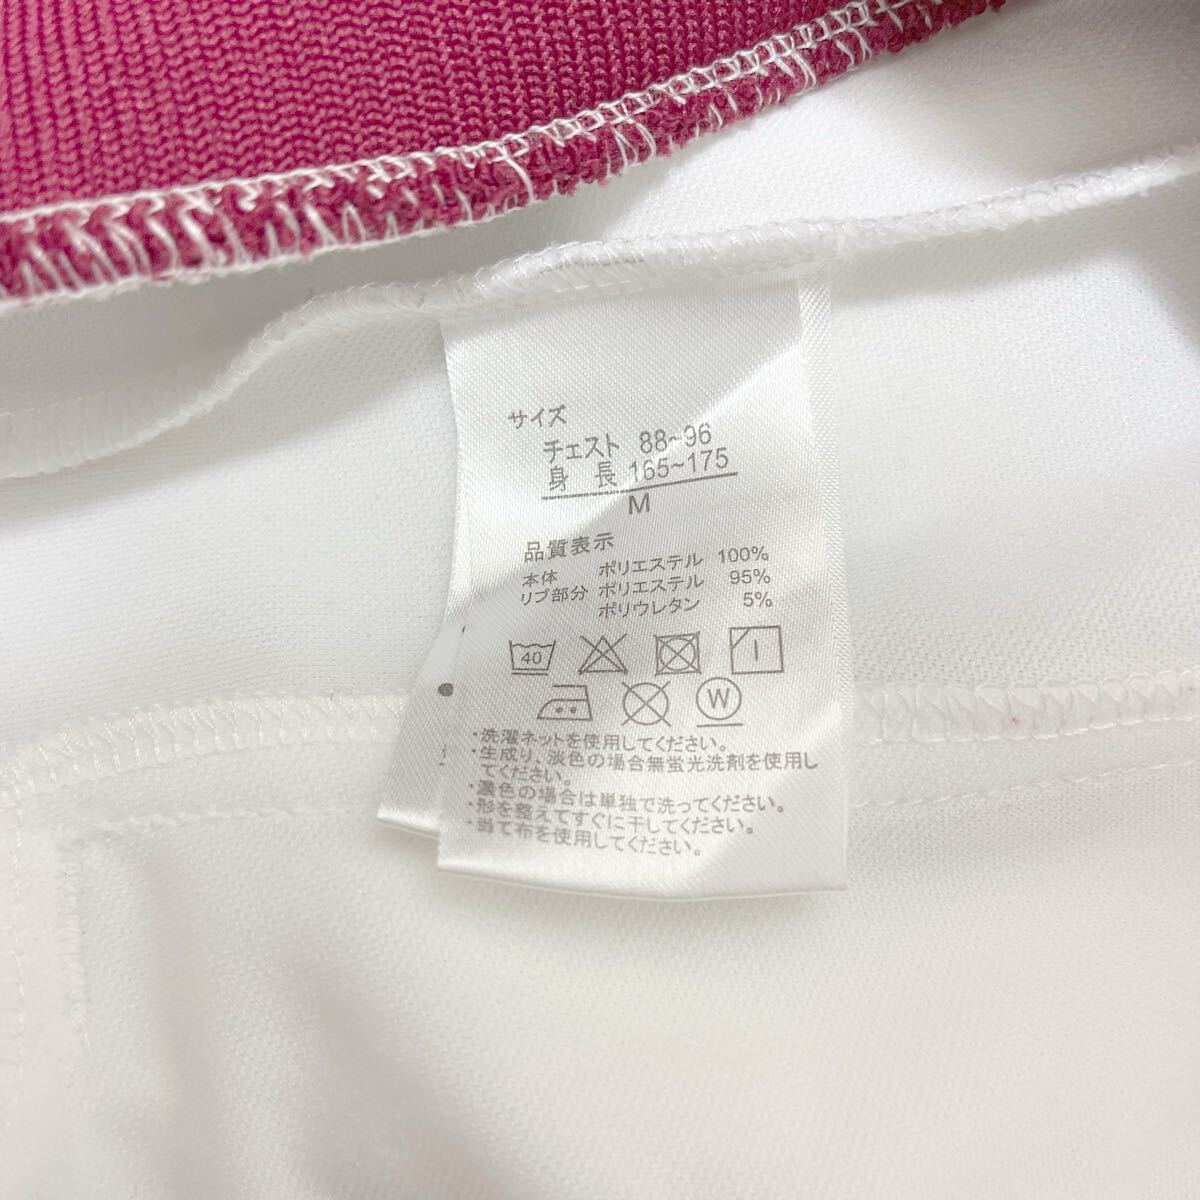 サイズ
チェスト 88~96
身 長 165~175
M
品質表示
本体 ポリエステル 100%
リブ部分 ポリエステル 95%
ポリウレタン 5%
40
W
・洗濯ネットを使用してください。
・生成り、淡色の場合無蛍光洗剤を使用し
てください。
・濃色の場合は単独で洗ってください。
・形を整えてすぐに干してください。
・当て布を使用してください。